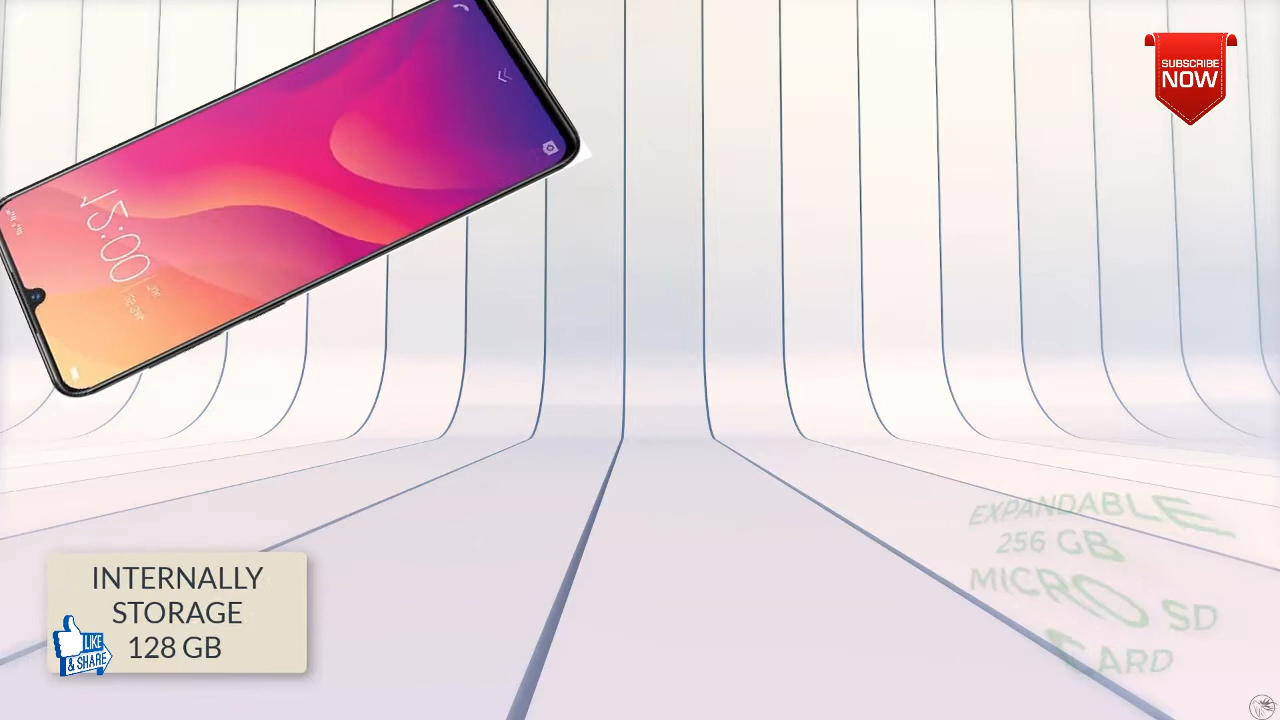 SUBSCRIBE
NOW
15:00
INTERNALLY
STORAGE
128 GB
LIKE
& SHARE
EXPANDABLE
256 GB
MICRO SD
CARD